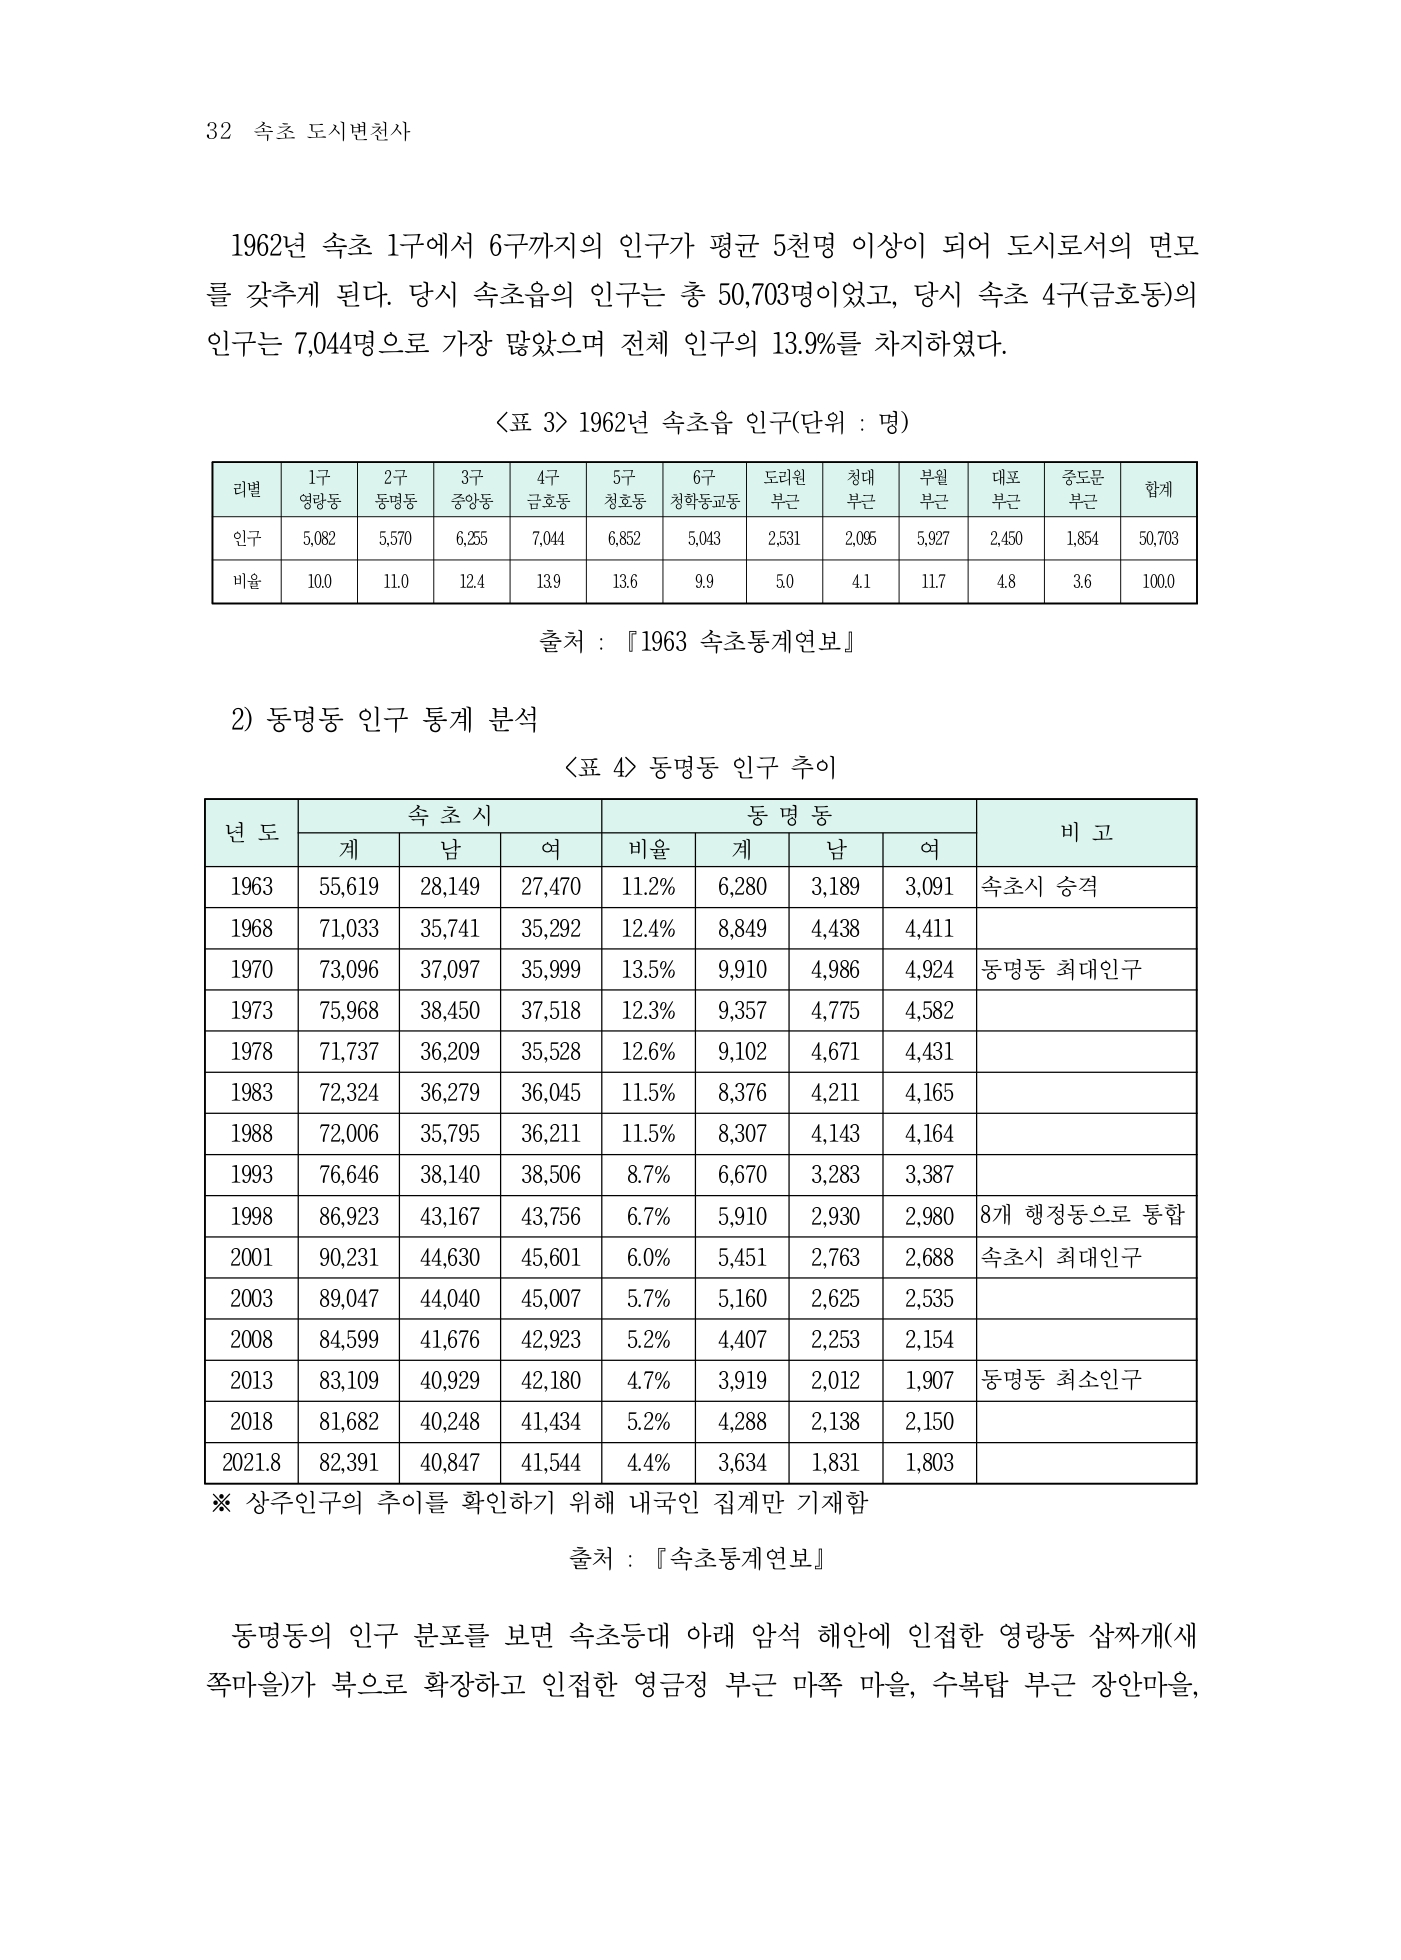 32 속초 도시변천사
1962년 속초 1구에서 6구까지의 인구가 평균 5천명 이상이 되어 도시로서의 면모
를 갖추게 된다. 당시 속초읍의 인구는 총 50,703명이었고, 당시 속초 4구(금호동)의
인구는 7,044명으로 가장 많았으며 전체 인구의 13.9%를 차지하였다.
<표 3> 1962년 속초읍 인구(단위 : 명)
리별 1구 영랑동 2구 동명동 3구 중앙동 4구 금호동 5구 청호동 6구 청학동교동 도리원 부근 청대 부근 부월 부근 대포 부근 중도문 부근 합계
인구 5,082 5,570 6,255 7,044 6,852 5,043 2,531 2,095 5,927 2,450 1,854 50,703
비율 10.0 11.0 12.4 13.9 13.6 9.9 5.0 4.1 11.7 4.8 3.6 100.0
출처 : 『1963 속초통계연보』
2) 동명동 인구 통계 분석
<표 4> 동명동 인구 추이
년 도 속 초 시 동 명 동 비 고
계 남 여 비율 계 남 여
1963 55,619 28,149 27,470 11.2% 6,280 3,189 3,091 속초시 승격
1968 71,033 35,741 35,292 12.4% 8,849 4,438 4,411
1970 73,096 37,097 35,999 13.5% 9,910 4,986 4,924 동명동 최대인구
1973 75,968 38,450 37,518 12.3% 9,357 4,775 4,582
1978 71,737 36,209 35,528 12.6% 9,102 4,671 4,431
1983 72,324 36,279 36,045 11.5% 8,376 4,211 4,165
1988 72,006 35,795 36,211 11.5% 8,307 4,143 4,164
1993 76,646 38,140 38,506 8.7% 6,670 3,283 3,387
1998 86,923 43,167 43,756 6.7% 5,910 2,930 2,980 8개 행정동으로 통합
2001 90,231 44,630 45,601 6.0% 5,451 2,763 2,688 속초시 최대인구
2003 89,047 44,040 45,007 5.7% 5,160 2,625 2,535
2008 84,599 41,676 42,923 5.2% 4,407 2,253 2,154
2013 83,109 40,929 42,180 4.7% 3,919 2,012 1,907 동명동 최소인구
2018 81,682 40,248 41,434 5.2% 4,288 2,138 2,150
2021.8 82,391 40,847 41,544 4.4% 3,634 1,831 1,803
※ 상주인구의 추이를 확인하기 위해 내국인 집계만 기재함
출처 : 『속초통계연보』
동명동의 인구 분포를 보면 속초등대 아래 암석 해안에 인접한 영랑동 삽짜개(새
쪽마을)가 북으로 확장하고 인접한 영금정 부근 마쪽 마을, 수복탑 부근 장안마을,